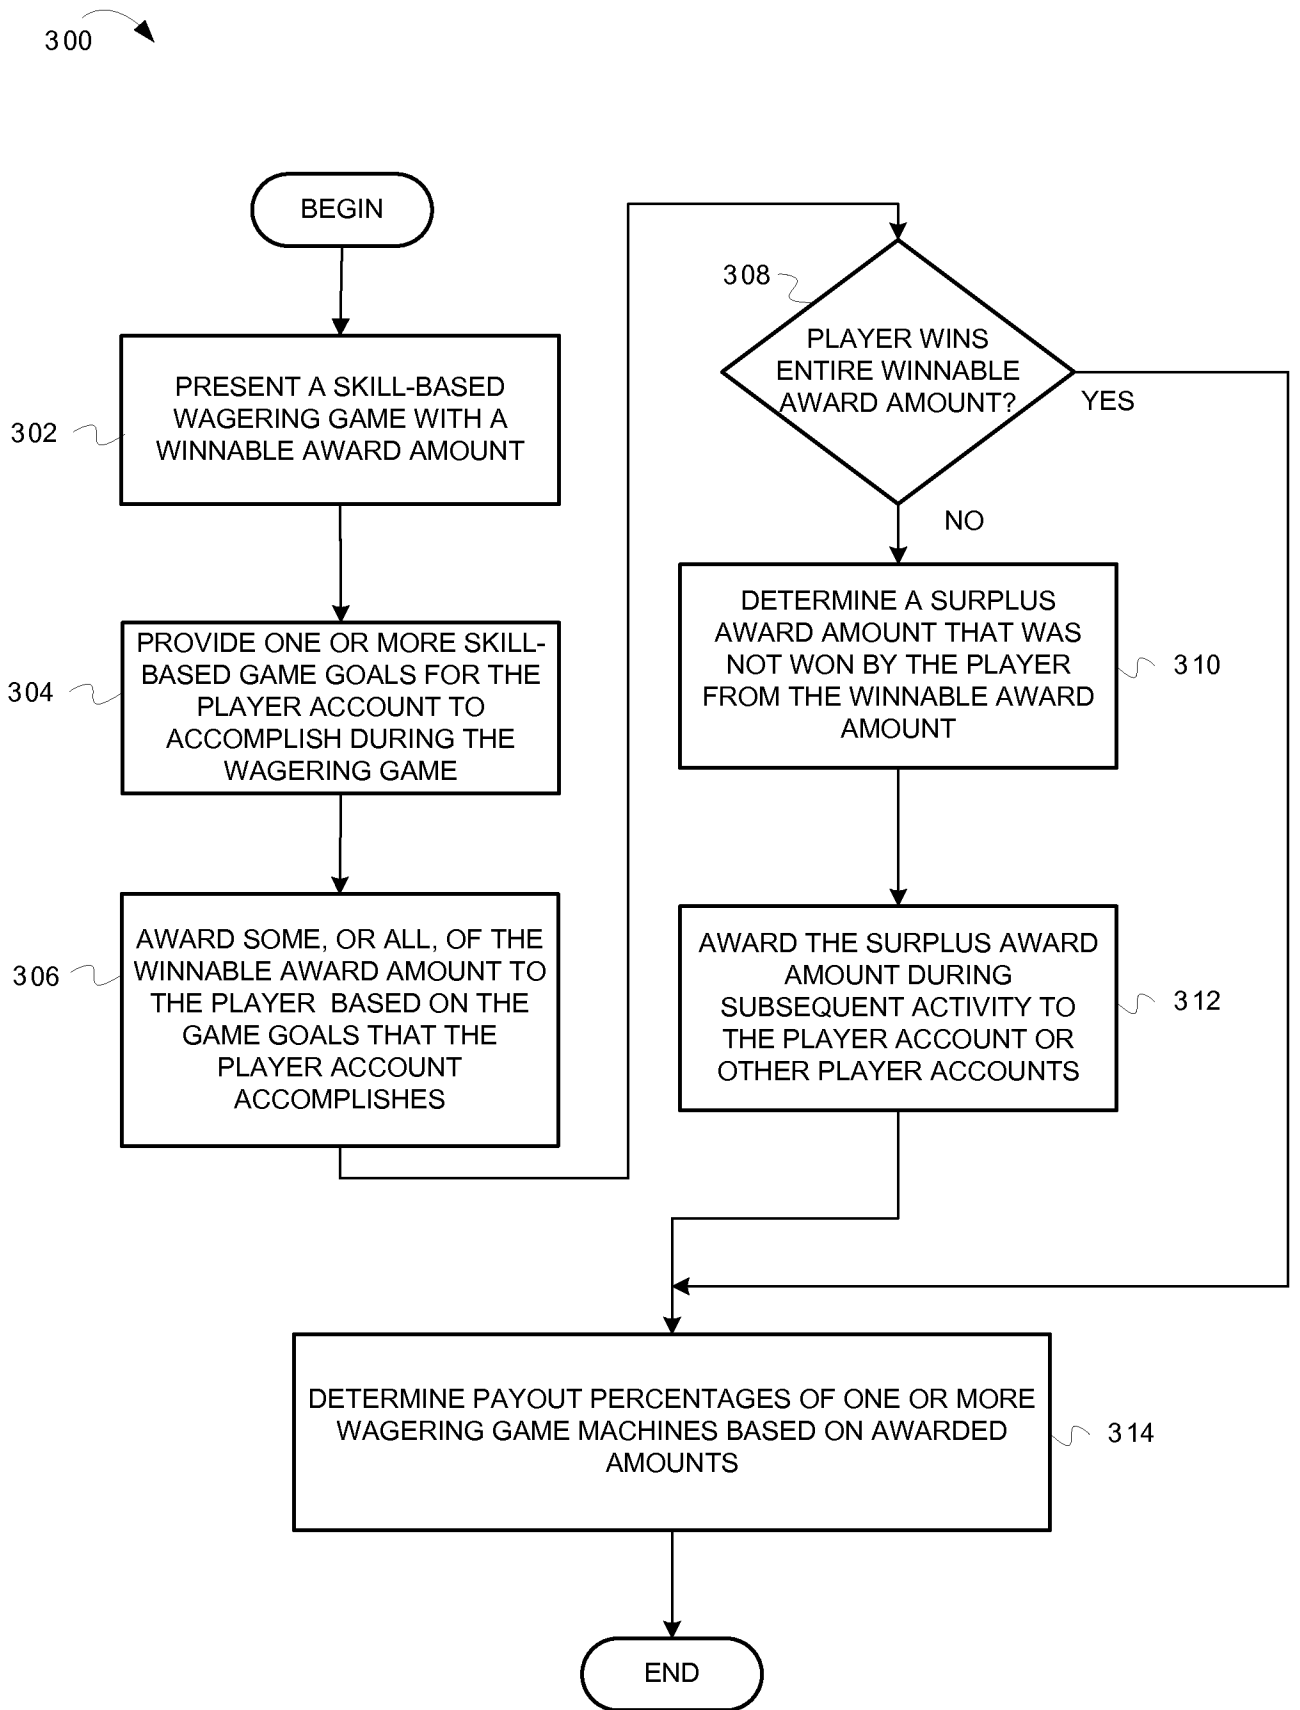 300
BEGIN
302
PRESENT A SKILL-BASED
WAGERING GAME WITH A
WINNABLE AWARD AMOUNT
304
PROVIDE ONE OR MORE SKILL-
BASED GAME GOALS FOR THE
PLAYER ACCOUNT TO
ACCOMPLISH DURING THE
WAGERING GAME
306
AWARD SOME, OR ALL, OF THE
WINNABLE AWARD AMOUNT TO
THE PLAYER BASED ON THE
GAME GOALS THAT THE
PLAYER ACCOUNT
ACCOMPLISHES
308
PLAYER WINS
ENTIRE WINNABLE
AWARD AMOUNT?
YES
NO
DETERMINE A SURPLUS
AWARD AMOUNT THAT WAS
NOT WON BY THE PLAYER
FROM THE WINNABLE AWARD
AMOUNT
310
AWARD THE SURPLUS AWARD
AMOUNT DURING
SUBSEQUENT ACTIVITY TO
THE PLAYER ACCOUNT OR
OTHER PLAYER ACCOUNTS
312
DETERMINE PAYOUT PERCENTAGES OF ONE OR MORE
WAGERING GAME MACHINES BASED ON AWARDED
AMOUNTS
314
END